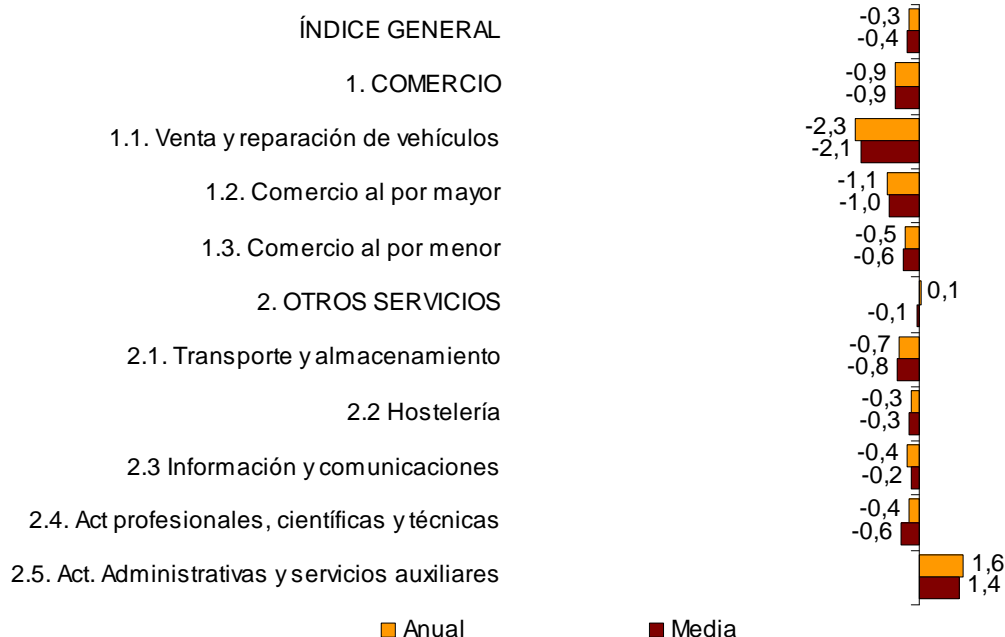 ÍNDICE GENERAL
-0,3
-0,4
1. COMERCIO
-0,9
-0,9
1.1. Venta y reparación de vehículos
-2,3
-2,1
1.2. Comercio al por mayor
-1,1
-1,0
1.3. Comercio al por menor
-0,5
-0,6
2. OTROS SERVICIOS
0,1
-0,1
2.1. Transporte y almacenamiento
-0,7
-0,8
2.2 Hostelería
-0,3
-0,3
2.3 Información y comunicaciones
-0,4
-0,2
2.4. Act profesionales, científicas y técnicas
-0,4
-0,6
2.5. Act. Administrativas y servicios auxiliares
1,6
1,4
Anual
Media